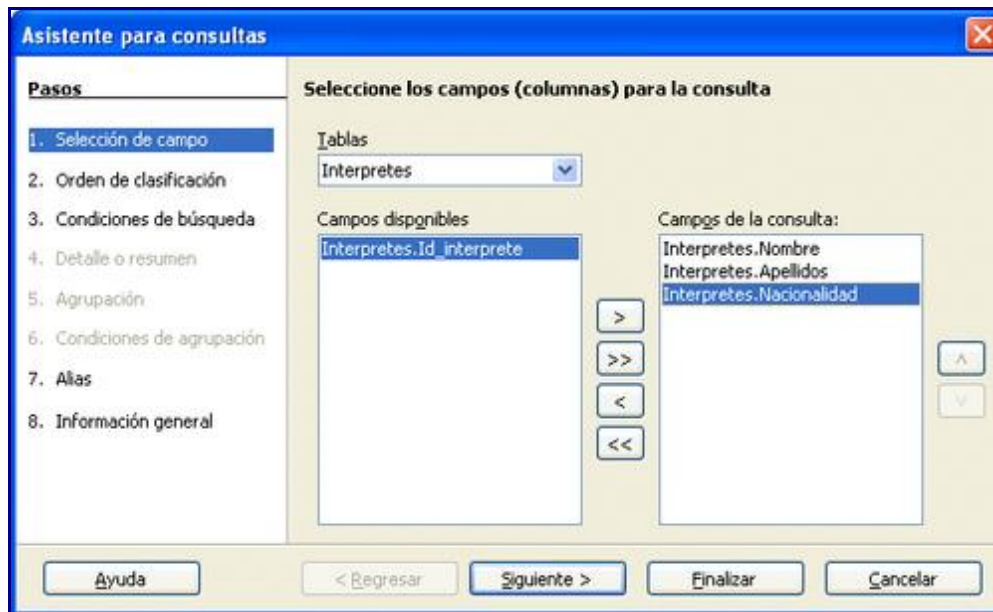 Asistente para consultas
Pasos
1. Selección de campo
2. Orden de clasificación
3. Condiciones de búsqueda
4. Detalle o resumen
5. Agrupación
6. Condiciones de agrupación
7. Alias
8. Información general
Seleccione los campos (columnas) para la consulta
Tablas
Interpretes
Campos disponibles
Interpretes.Id_interprete
>
>>
<
<<
Campos de la consulta:
Interpretes.Nombre
Interpretes.Apellidos
Interpretes.Nacionalidad
Ayuda
< Regresar
Siguiente >
Finalizar
Cancelar